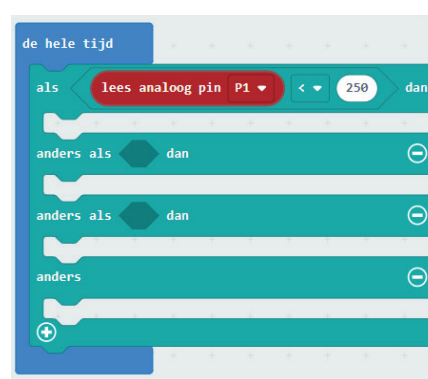 de hele tijd
als lees analoog pin P1 < 250 dan
anders als dan
anders als dan
anders